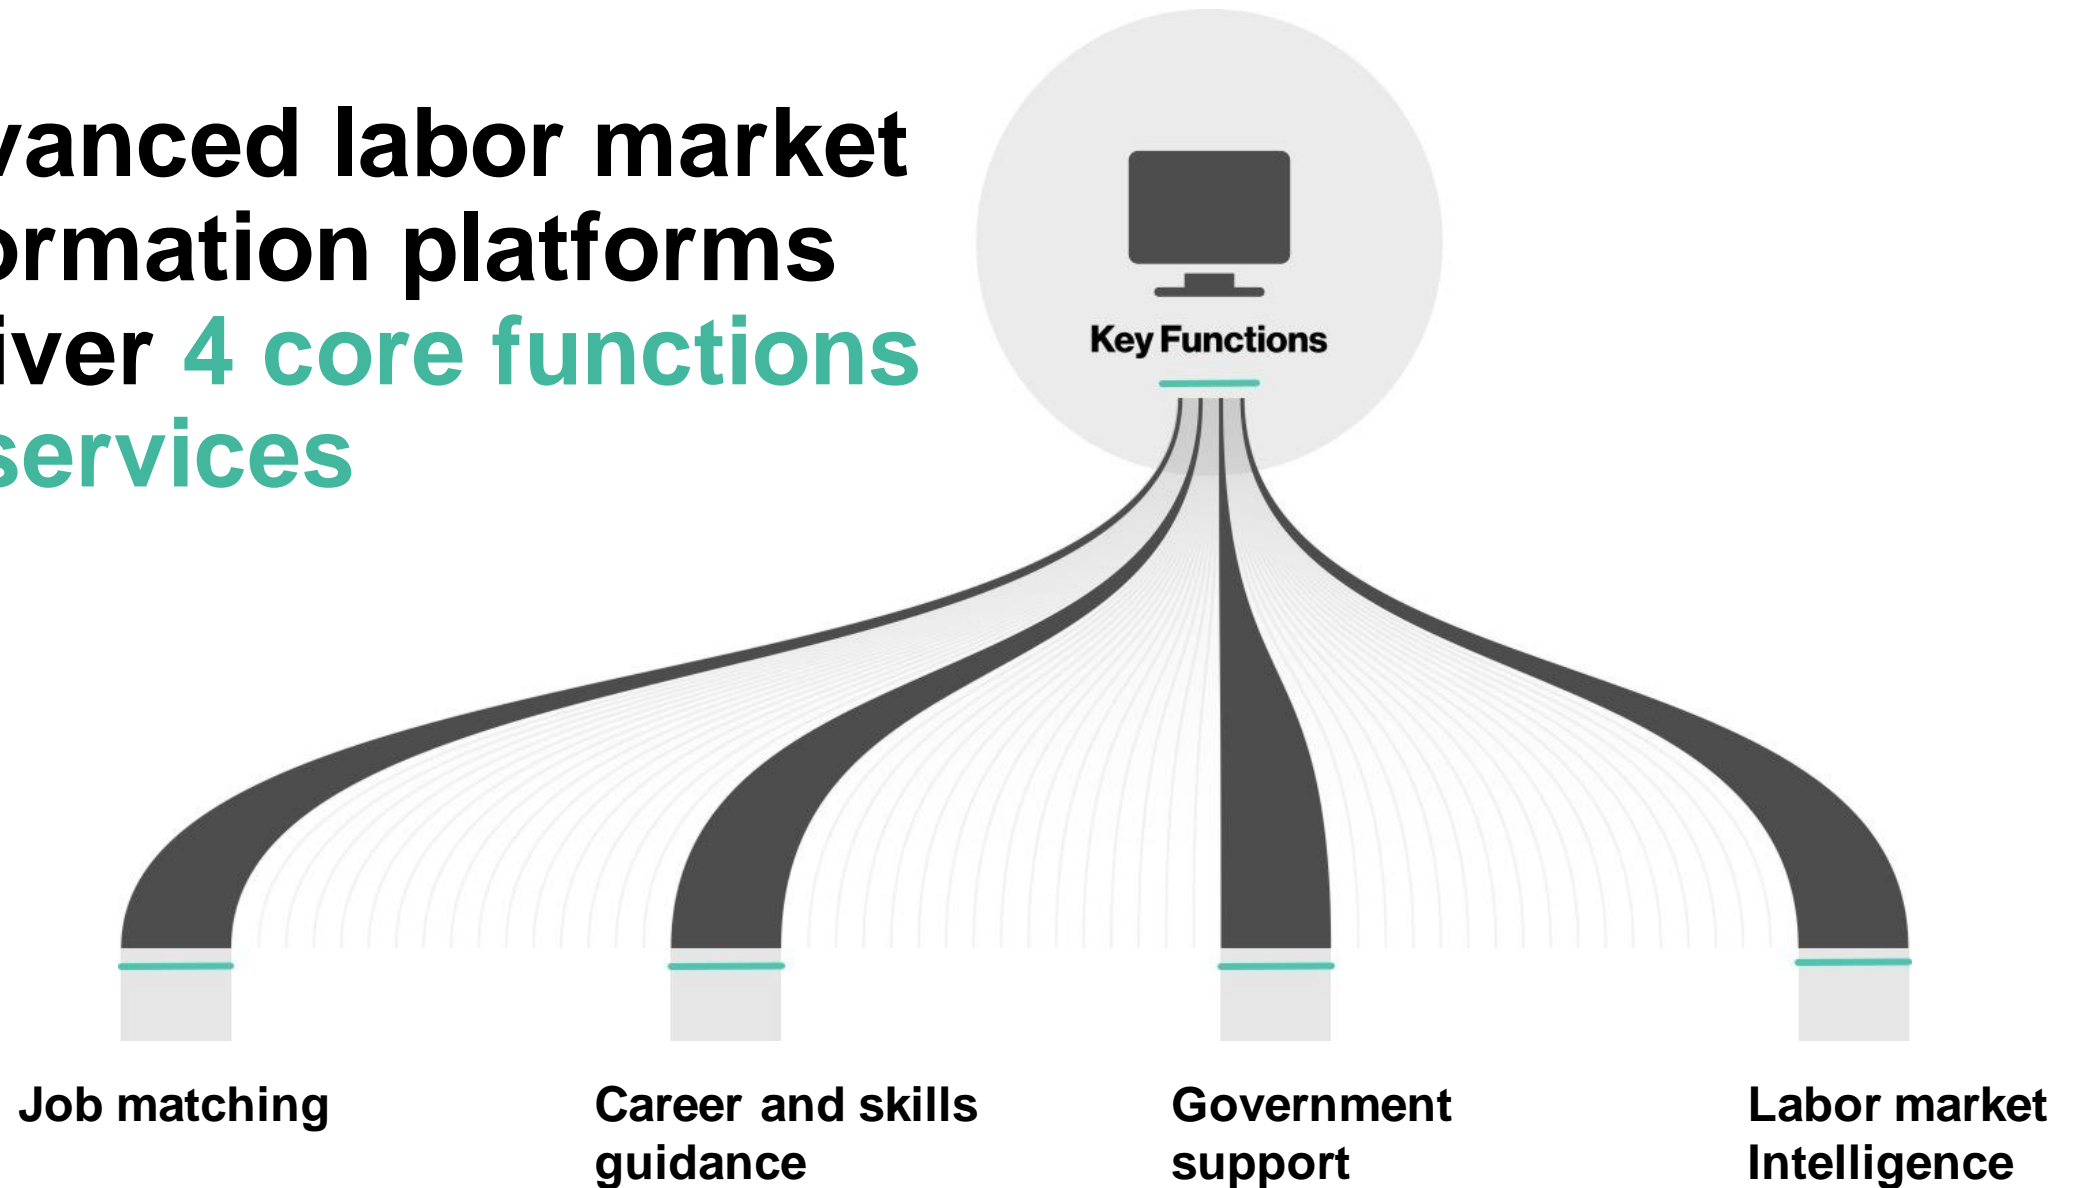 vanced labor market
ormation platforms
iver 4 core functions
services
Key Functions
Job matching
Career and skills
guidance
Government
support
Labor market
Intelligence